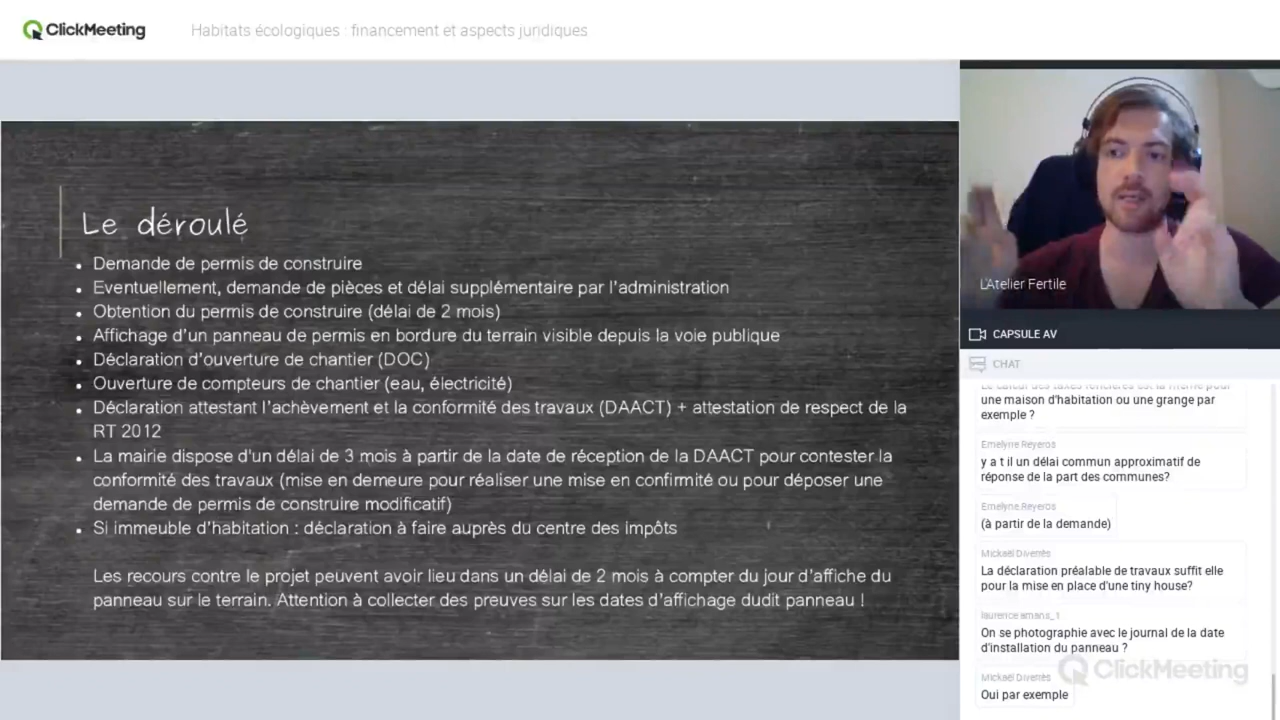 ClickMeeting
Habitats écologiques : financement et aspects juridiques
Le déroulé
• Demande de permis de construire
• Eventuellement, demande de pièces et délai supplémentaire par l'administration
• Obtention du permis de construire (délai de 2 mois)
• Affichage d'un panneau de permis en bordure du terrain visible depuis la voie publique
• Déclaration d'ouverture de chantier (DOC)
• Ouverture de compteurs de chantier (eau, électricité)
• Déclaration attestant l'achèvement et la conformité des travaux (DAACT) + attestation de respect de la
RT 2012
• La mairie dispose d'un délai de 3 mois à partir de la date de réception de la DAACT pour contester la
conformité des travaux (mise en demeure pour réaliser une mise en confirmité ou pour déposer une
demande de permis de construire modificatif)
• Si immeuble d'habitation : déclaration à faire auprès du centre des impôts
Les recours contre le projet peuvent avoir lieu dans un délai de 2 mois à compter du jour d'affiche du
panneau sur le terrain. Attention à collecter des preuves sur les dates d'affichage dudit panneau !
L'Atelier Fertile
CAPSULE AV
CHAT
Le calcul des taxes foncières est la même pour
une maison d'habitation ou une grange par
exemple ?
Emelyne Reyeros
y a t il un délai commun approximatif de
réponse de la part des communes?
Emelyne Reyeros
(à partir de la demande)
Mickaël Diverrès
La déclaration préalable de travaux suffit elle
pour la mise en place d'une tiny house?
laurence amans_1
On se photographie avec le journal de la date
d'installation du panneau ?
Mickaël Diverrès
Oui par exemple
ClickMeeting